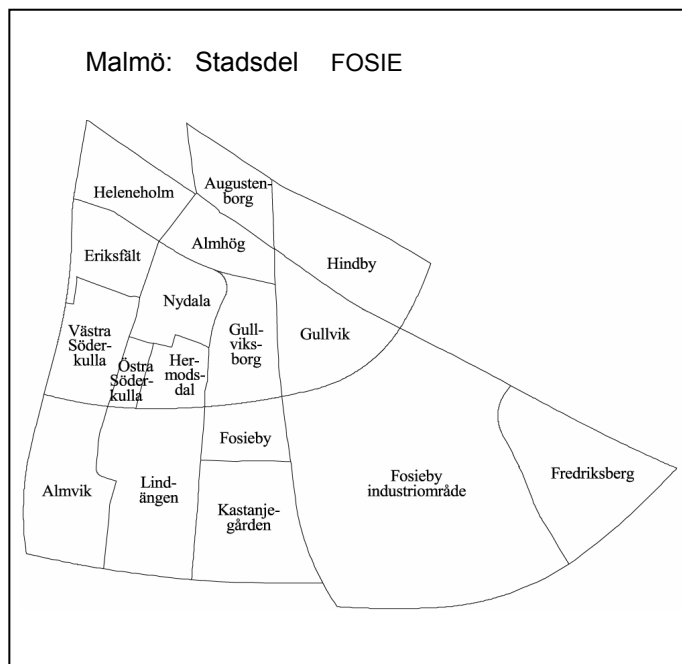 Malmö: Stadsdel FOSIE
Heleneholm
Augusten-
borg
Almhög
Hindby
Eriksfält
Nydala
Gullvik
Västra
Söder-
kulla
Östra
Söder-
kulla
Her-
mods-
dal
Gull-
viks-
borg
Fosieby
Almvik
Lind-
ängen
Kastanje-
gården
Fosieby
industriområde
Fredriksberg